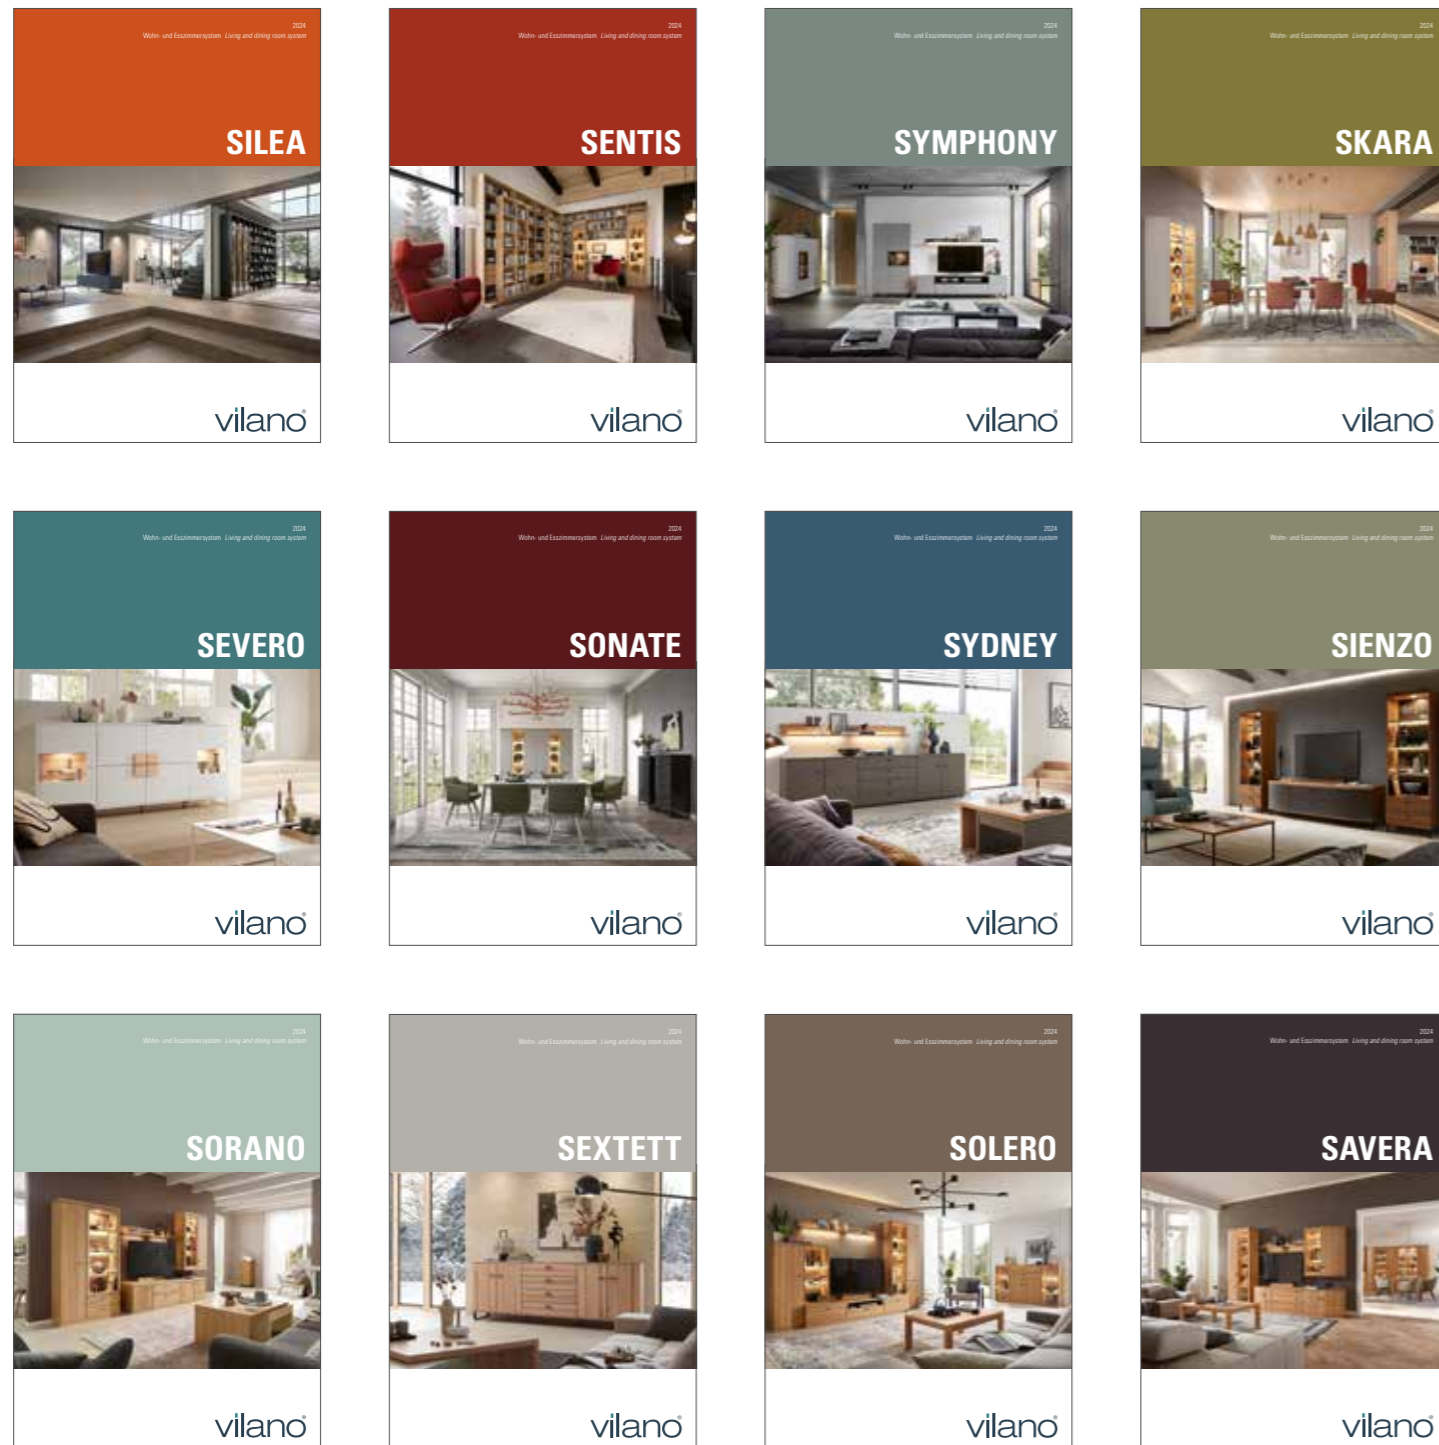 2024
Wohn- und Esszimmersystem Living and dining room system
SILEA
vilano®
2024
Wohn- und Esszimmersystem Living and dining room system
SENTIS
vilano®
2024
Wohn- und Esszimmersystem Living and dining room system
SYMPHONY
vilano®
2024
Wohn- und Esszimmersystem Living and dining room system
SKARA
vilano®
2024
Wohn- und Esszimmersystem Living and dining room system
SEVERO
vilano®
2024
Wohn- und Esszimmersystem Living and dining room system
SONATE
vilano®
2024
Wohn- und Esszimmersystem Living and dining room system
SYDNEY
vilano®
2024
Wohn- und Esszimmersystem Living and dining room system
SIENZO
vilano®
2024
Wohn- und Esszimmersystem Living and dining room system
SORANO
vilano®
2024
Wohn- und Esszimmersystem Living and dining room system
SEXTETT
vilano®
2024
Wohn- und Esszimmersystem Living and dining room system
SOLERO
vilano®
2024
Wohn- und Esszimmersystem Living and dining room system
SAVERA
vilano®